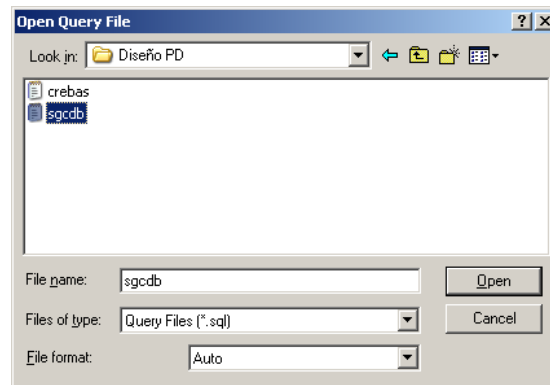 Open Query File
Look in: Diseño PD
crebas
sgcdb
File name: sgcdb
Open
Files of type: Query Files (*.sql)
Cancel
File format: Auto